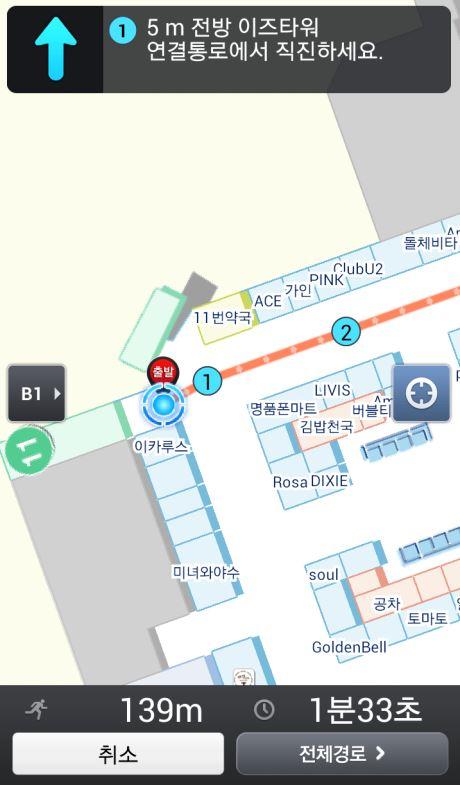 1 5 m 전방 이즈타워
연결통로에서 직진하세요.
돌체비타
ClubU2
PINK
가인
ACE
11번약국
2
출발
1
B1
LIVIS
명품폰마트
버블티
김밥천국
이카루스
Rosa DIXIE
미녀와야수
soul
공차
토마토
GoldenBell
139m 1분33초
취소 전체경로